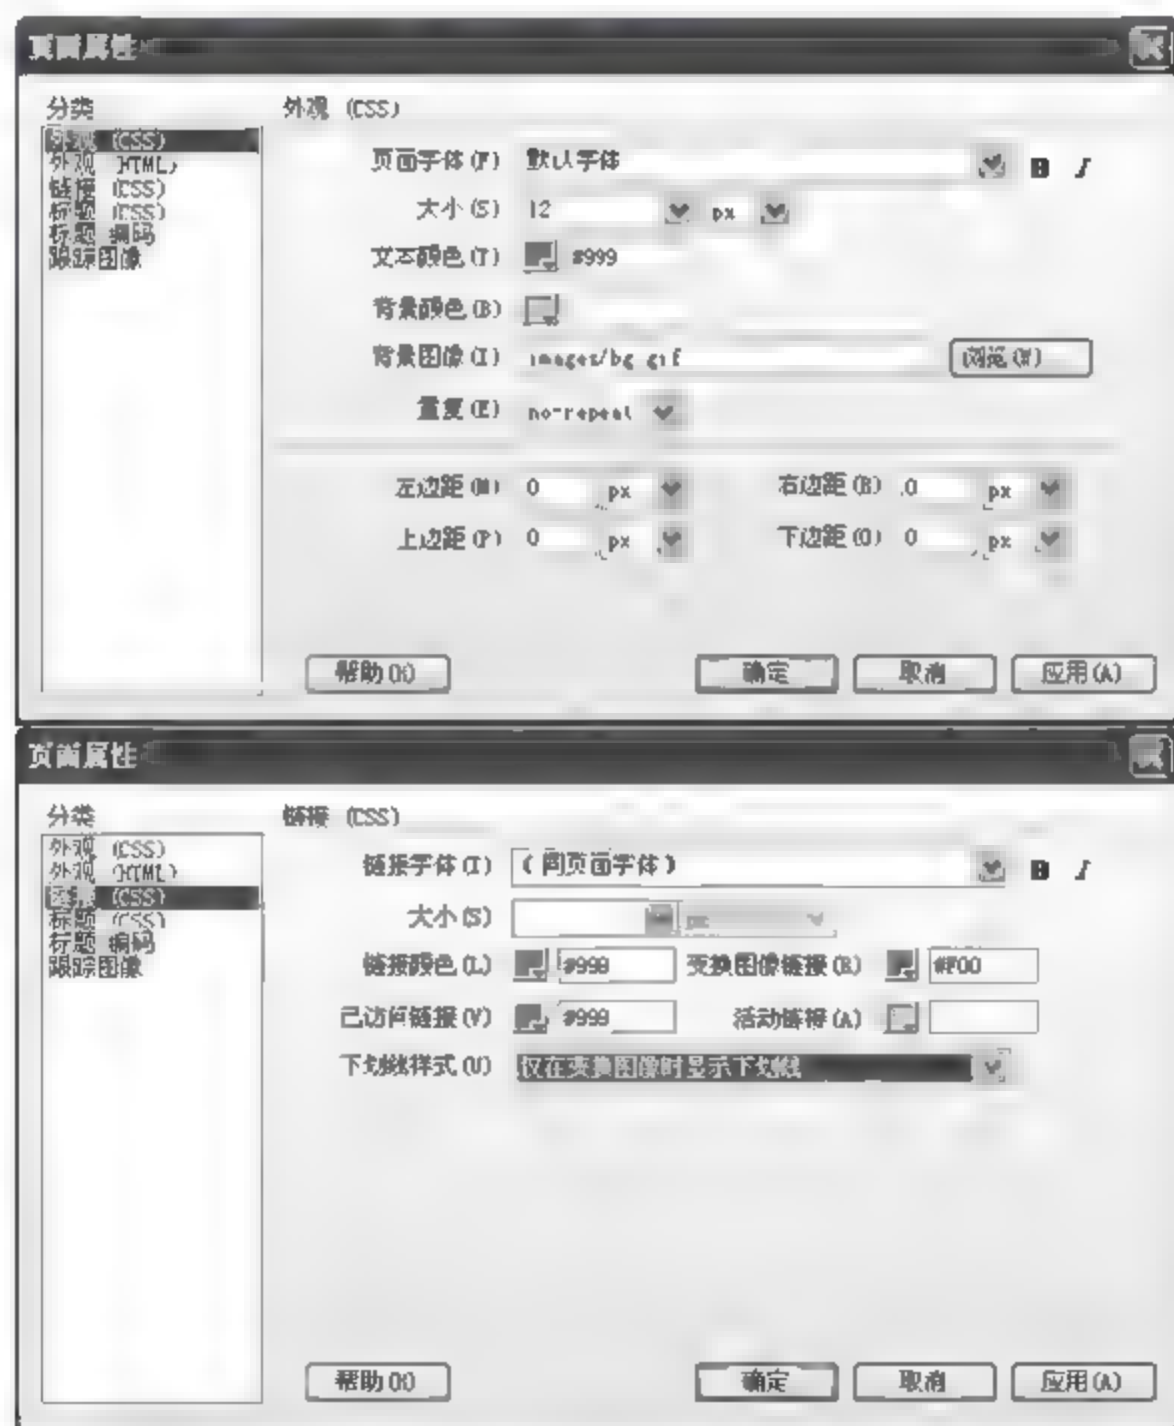 页面属性
分类
外观 (CSS)
外观 (CSS)
外观 (HTML)
链接 (CSS)
标题 (CSS)
标题/编码
跟踪图像
页面字体(F) 默认字体 B I
大小(S) 12 px
文本颜色(T) #999
背景颜色(B)
背景图像(I) images/bg.gif 浏览(W)
重复(E) no-repeat
左边距(M) 0 px 右边距(R) 0 px
上边距(P) 0 px 下边距(O) 0 px
帮助(H) 确定 取消 应用(A)
页面属性
分类
链接 (CSS)
外观 (CSS)
外观 (HTML)
链接 (CSS)
标题 (CSS)
标题/编码
跟踪图像
链接字体(I) (同页面字体) B I
大小(S) px
链接颜色(L) #999 变换图像链接(R) #F00
已访问链接(V) #999 活动链接(A)
下划线样式(U) 仅在变换图像时显示下划线
帮助(H) 确定 取消 应用(A)